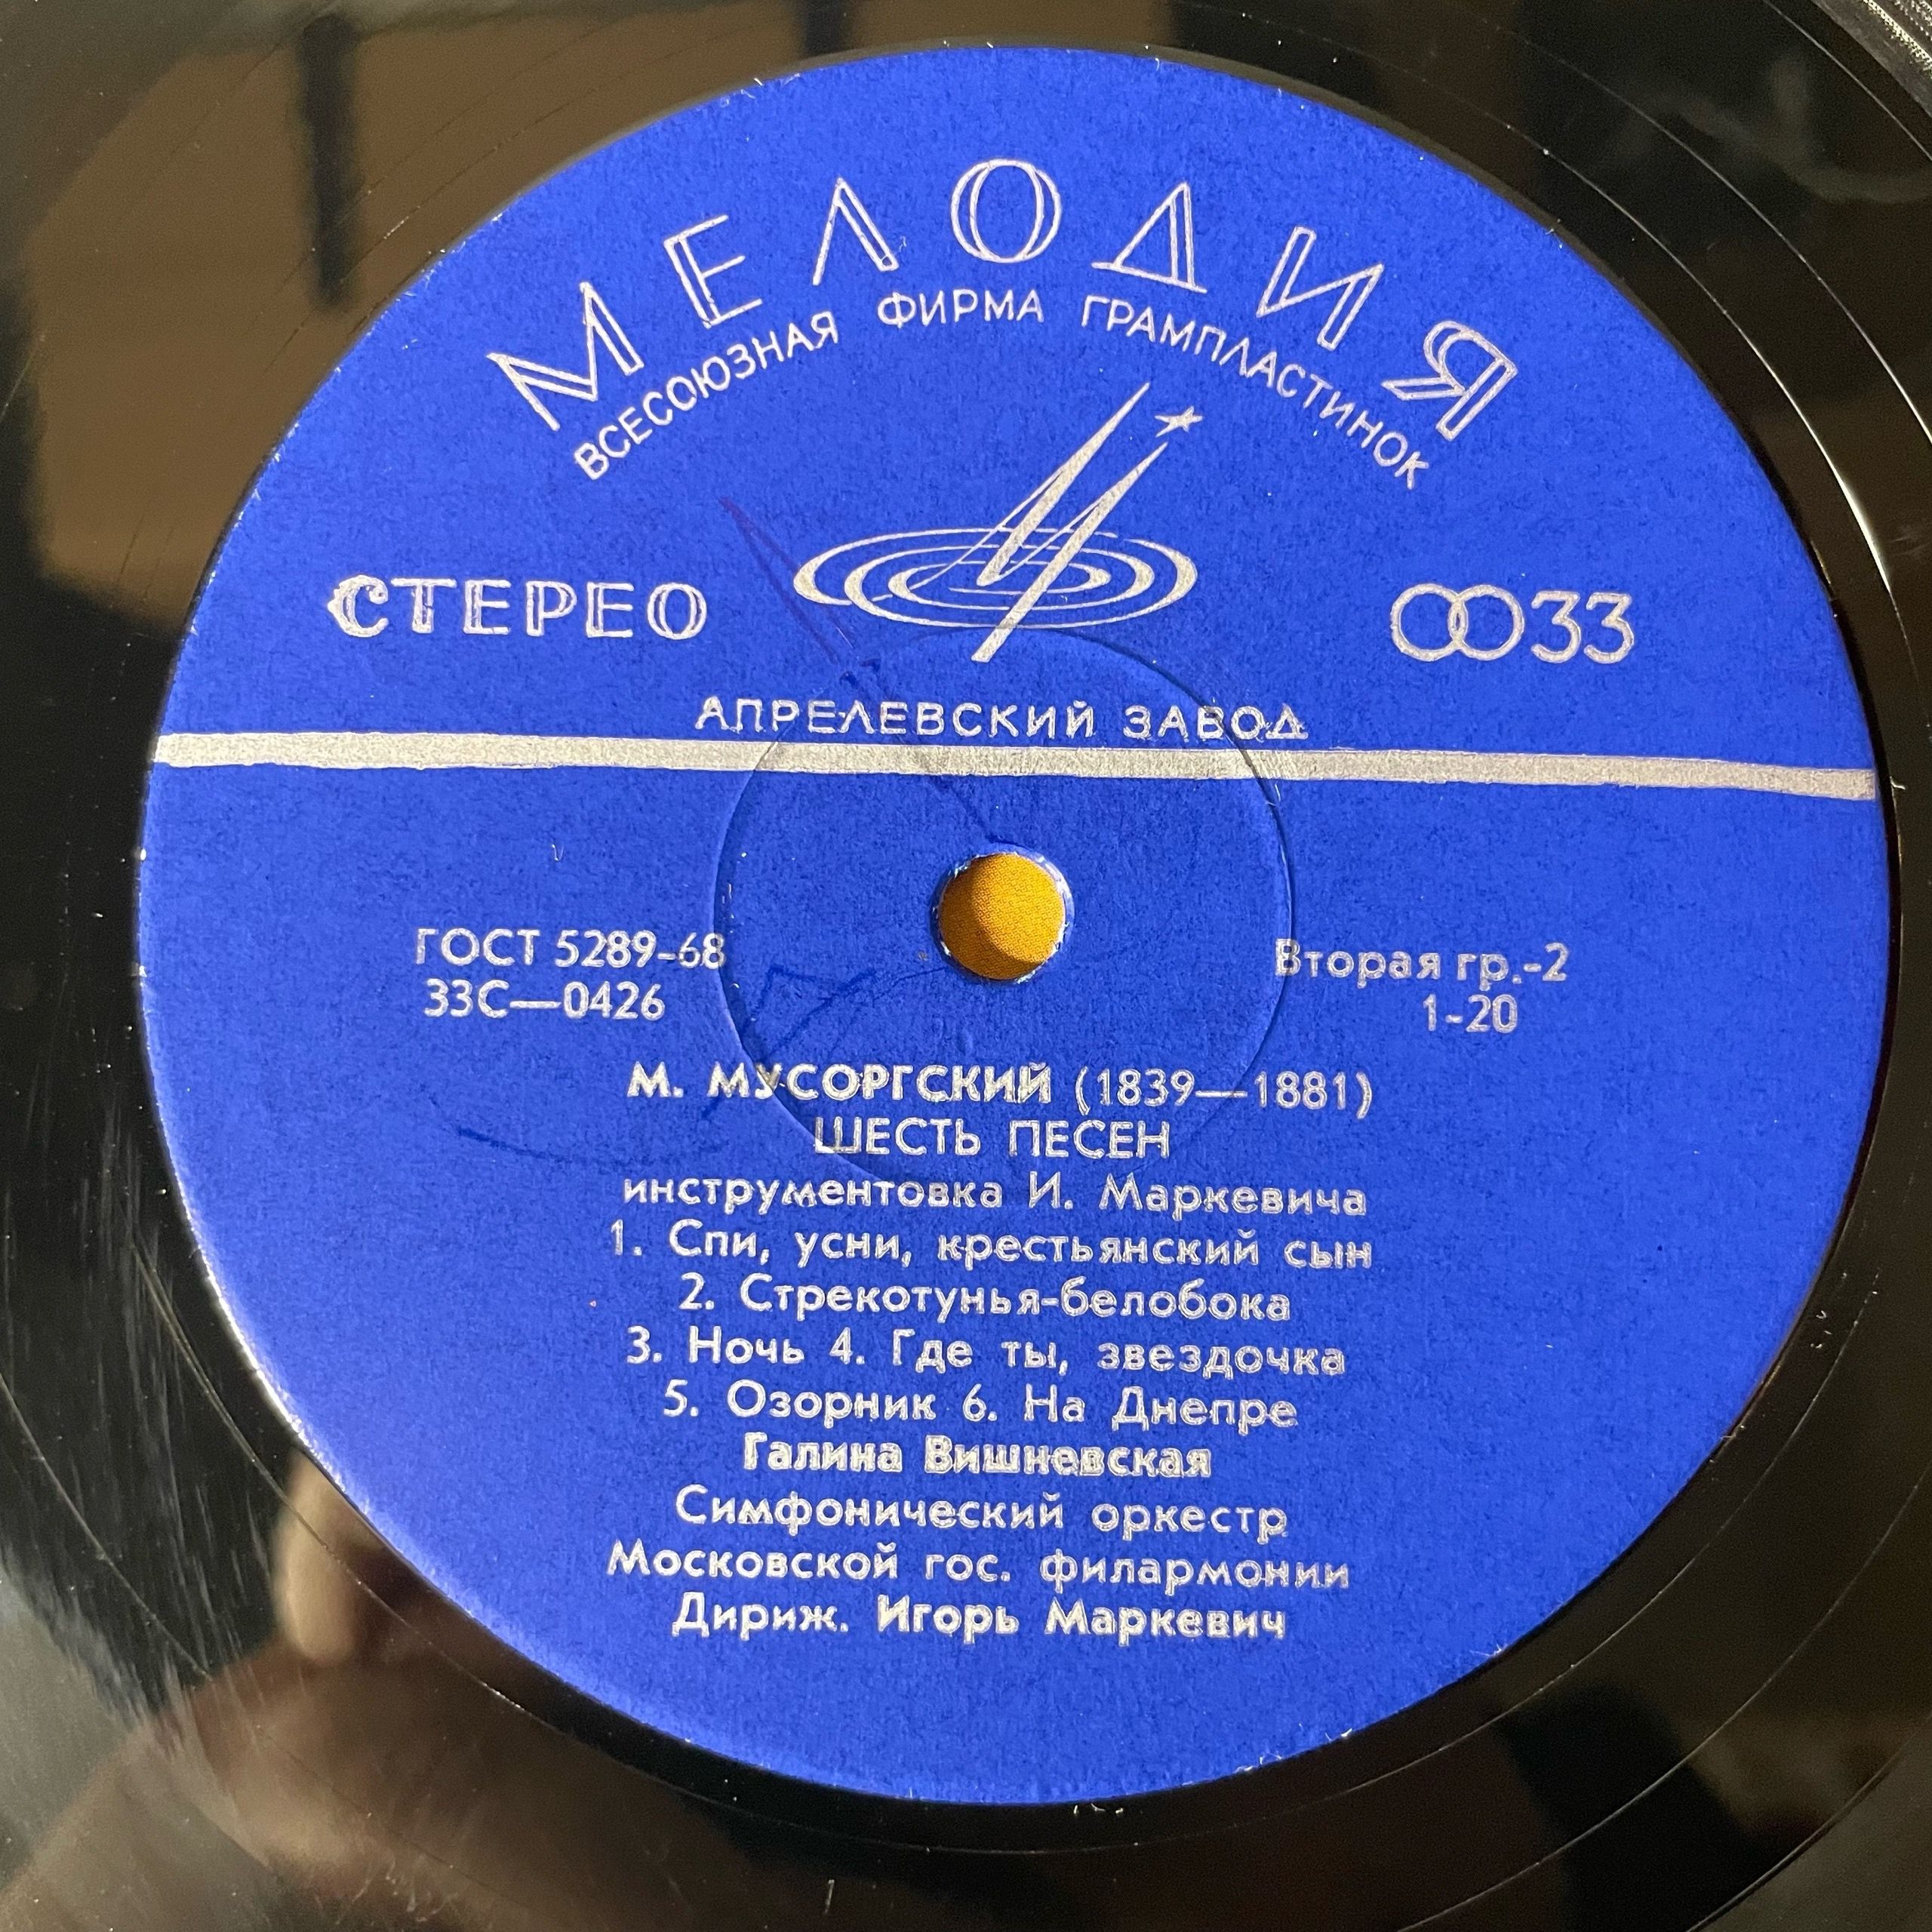 МЕЛОДИЯ
ВСЕСОЮЗНАЯ ФИРМА ГРАМПЛАСТИНОК
СТЕРЕО
33
АПРЕЛЕВСКИЙ ЗАВОД
ГОСТ 5289-68
33С—0426
Вторая гр.-2
1-20
М. МУСОРГСКИЙ (1839—1881)
ШЕСТЬ ПЕСЕН
инструментовка И. Маркевича
1. Спи, усни, крестьянский сын
2. Стрекотунья-белобока
3. Ночь 4. Где ты, звездочка
5. Озорник 6. На Днепре
Галина Вишневская
Симфонический оркестр
Московской гос. филармонии
Дириж. Игорь Маркевич